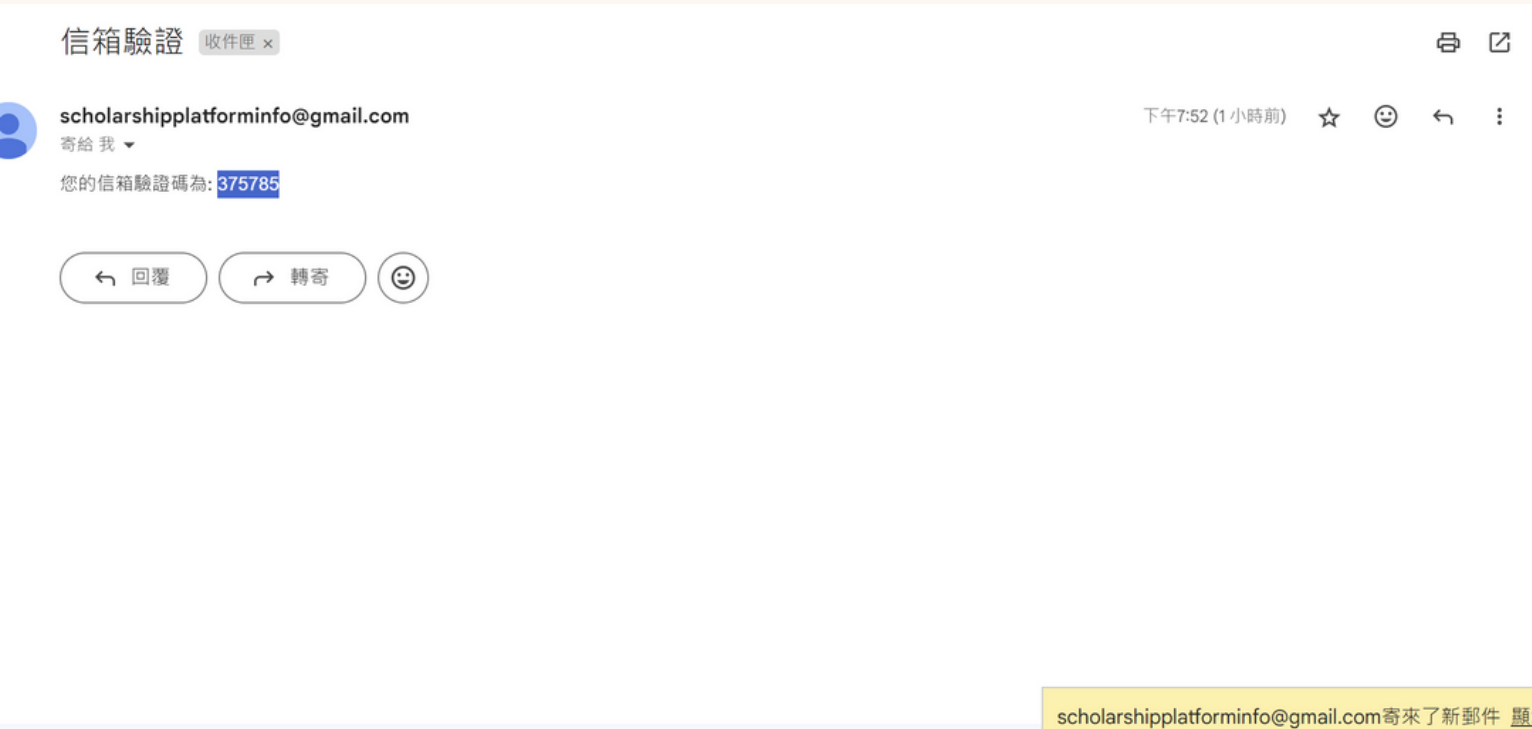 信箱驗證 收件匣 ×
scholarshipplatforminfo@gmail.com
下午7:52 (1 小時前)
寄給 我
您的信箱驗證碼為: 375785
回覆
轉寄
scholarshipplatforminfo@gmail.com寄來了新郵件 顯